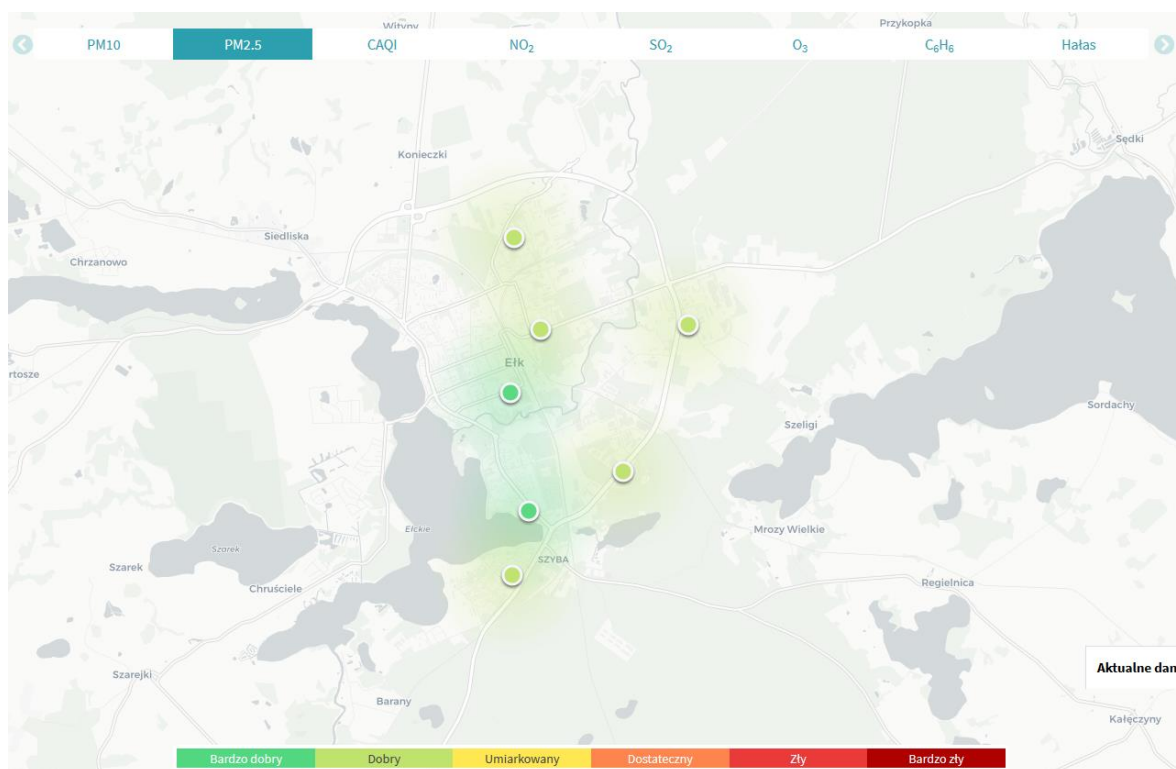 Wityny
Przykopka
PM10 PM2.5 CAQI NO₂ SO₂ O₃ C₆H₆ Hałas
Sędki
Konieczki
Siedliska
Chrzanowo
Ełk
rtosze
Sordachy
Szeligi
Ełckie
Mrozy Wielkie
Szarek
SZYBA
Szarek
Regielnica
Chruściele
Aktualne dan
Szarejki
Barany
Kałęczyny
Bardzo dobry Dobry Umiarkowany Dostateczny Zły Bardzo zły